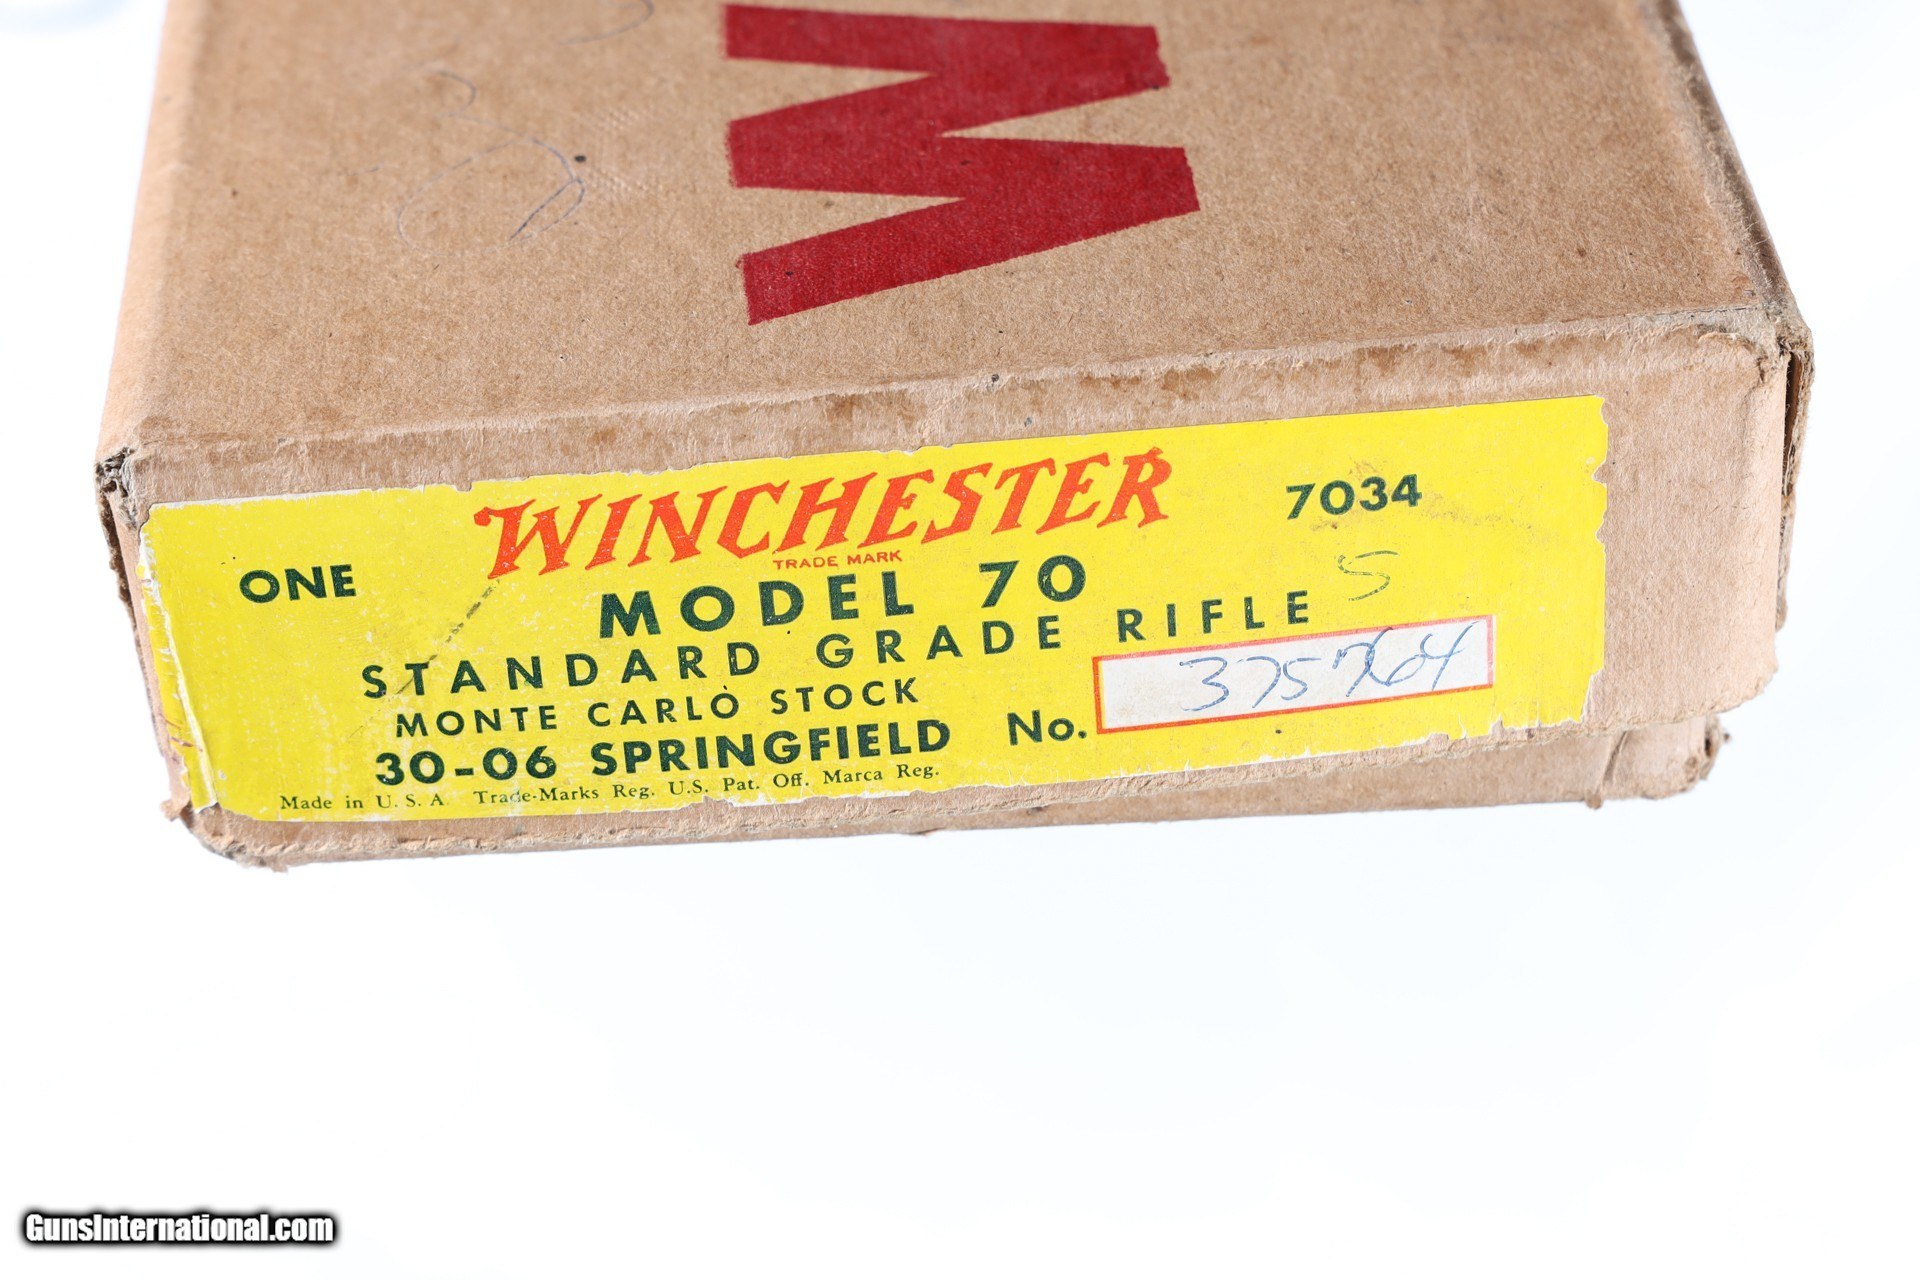 W
WINCHESTER
TRADE MARK
7034
ONE
MODEL 70
S
STANDARD GRADE RIFLE
MONTE CARLO STOCK
30-06 SPRINGFIELD
No. 375764
Made in U. S. A. Trade-Marks Reg. U.S. Pat. Off. Marca Reg.
GunsInternational.com